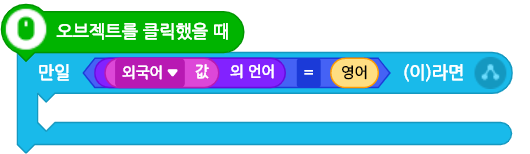 오브젝트를 클릭했을 때
만일 외국어 값 의 언어 = 영어 (이)라면